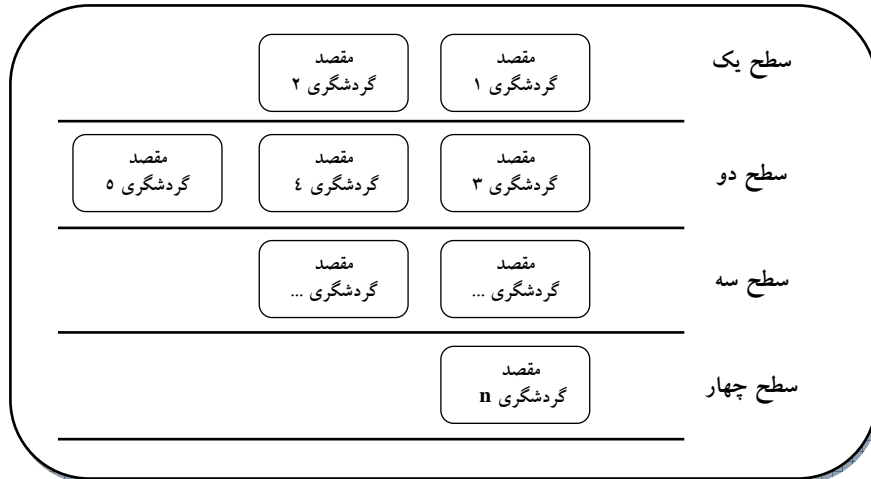 سطح یک
مقصد
گردشگری ۱
مقصد
گردشگری ۲
سطح دو
مقصد
گردشگری ۳
مقصد
گردشگری ٤
مقصد
گردشگری ٥
سطح سه
مقصد
گردشگری ...
مقصد
گردشگری ...
سطح چهار
مقصد
گردشگری n